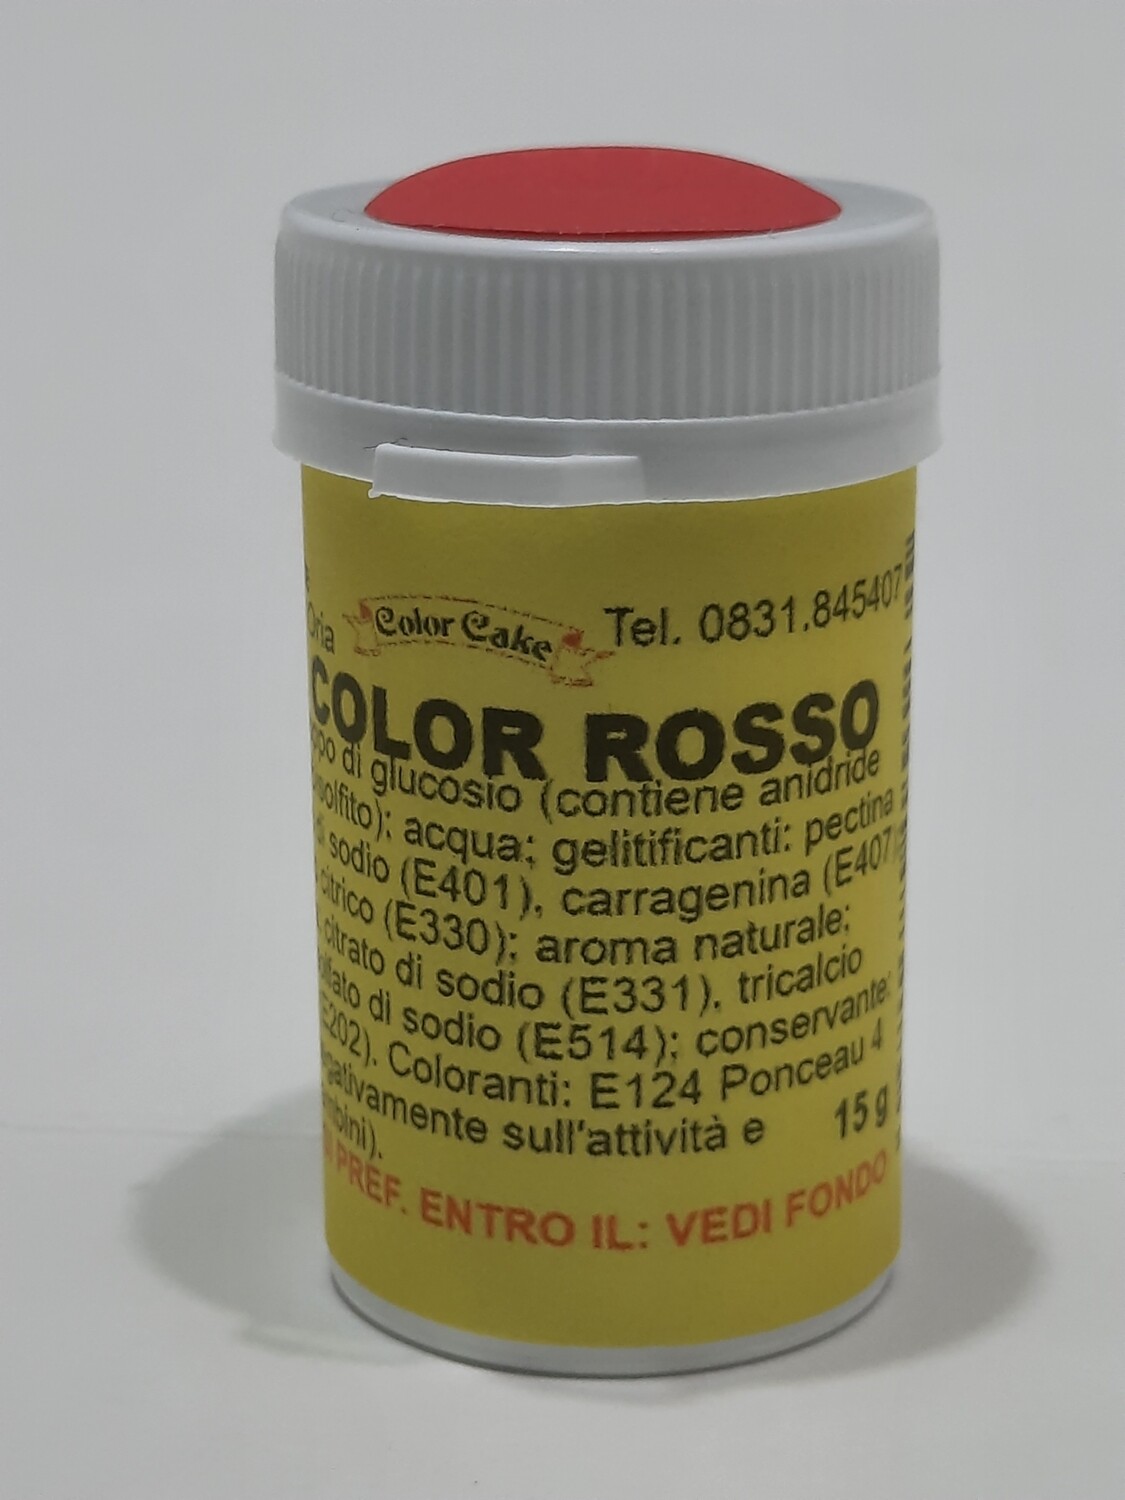 Oria
Color Cake
Tel. 0831.845407
COLOR ROSSO
di glucosio (contiene anidride
acqua; gelitificanti: pectina
sodio (E401), carragenina (E407)
citrico (E330); aroma naturale;
citrato di sodio (E331), tricalcio
di sodio (E514); conservante:
E202). Coloranti: E124 Ponceau 4
sull'attività e
15 g
PREF. ENTRO IL: VEDI FONDO